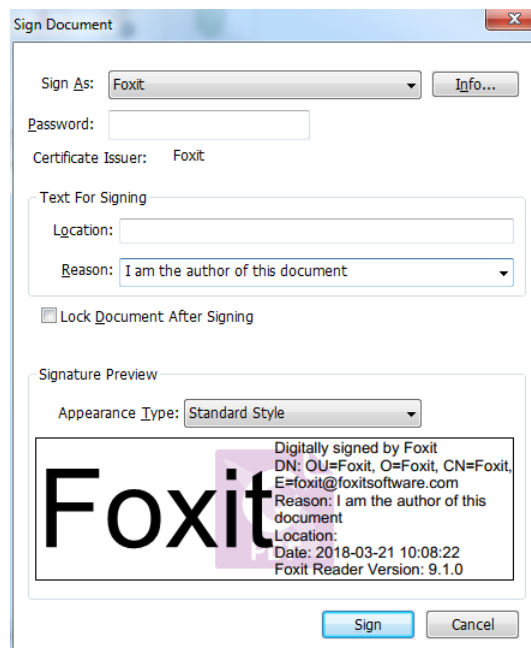 Sign Document
Sign As: Foxit Info...
Password:
Certificate Issuer: Foxit
Text For Signing
Location:
Reason: I am the author of this document
Lock Document After Signing
Signature Preview
Appearance Type: Standard Style
Foxit
Digitally signed by Foxit
DN: OU=Foxit, O=Foxit, CN=Foxit,
E=foxit@foxitsoftware.com
Reason: I am the author of this
document
Location:
Date: 2018-03-21 10:08:22
Foxit Reader Version: 9.1.0
Sign Cancel